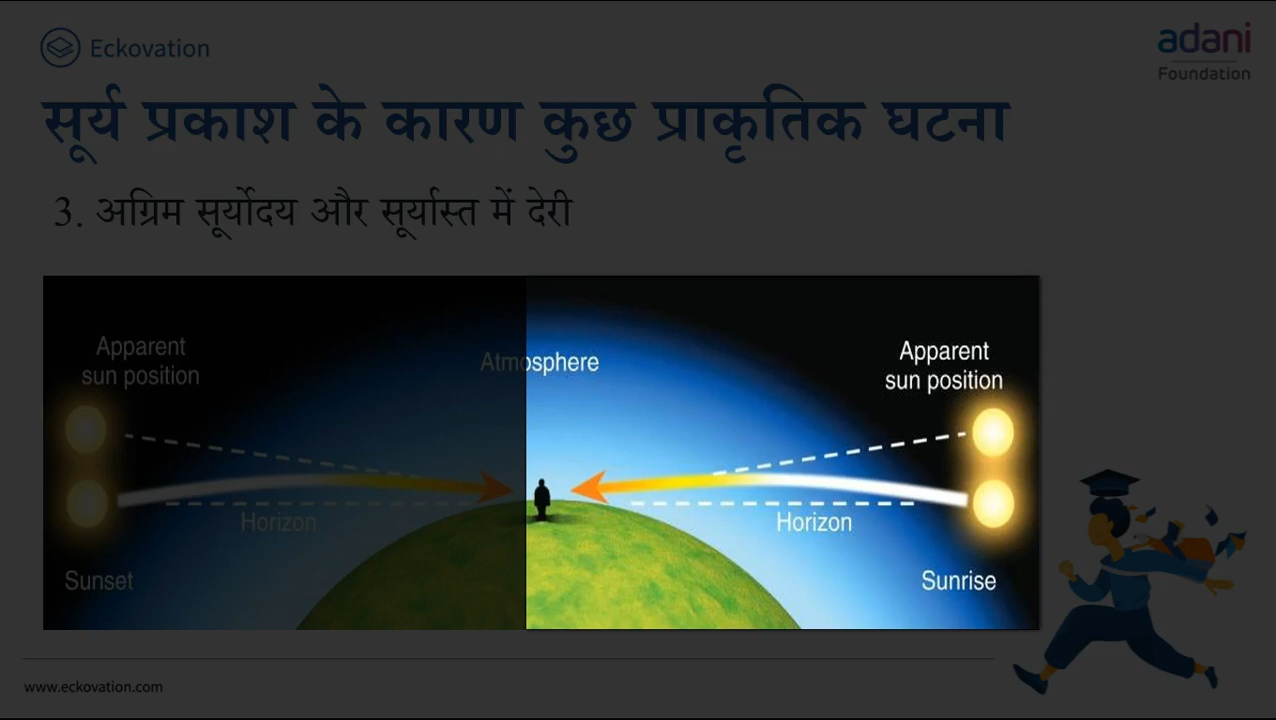 Eckovation
adani
Foundation
सूर्य प्रकाश के कारण कुछ प्राकृतिक घटना
3. अग्रिम सूर्योदय और सूर्यास्त में देरी
Apparent
sun position
Atmosphere
Apparent
sun position
Horizon
Horizon
Sunset
Sunrise
www.eckovation.com